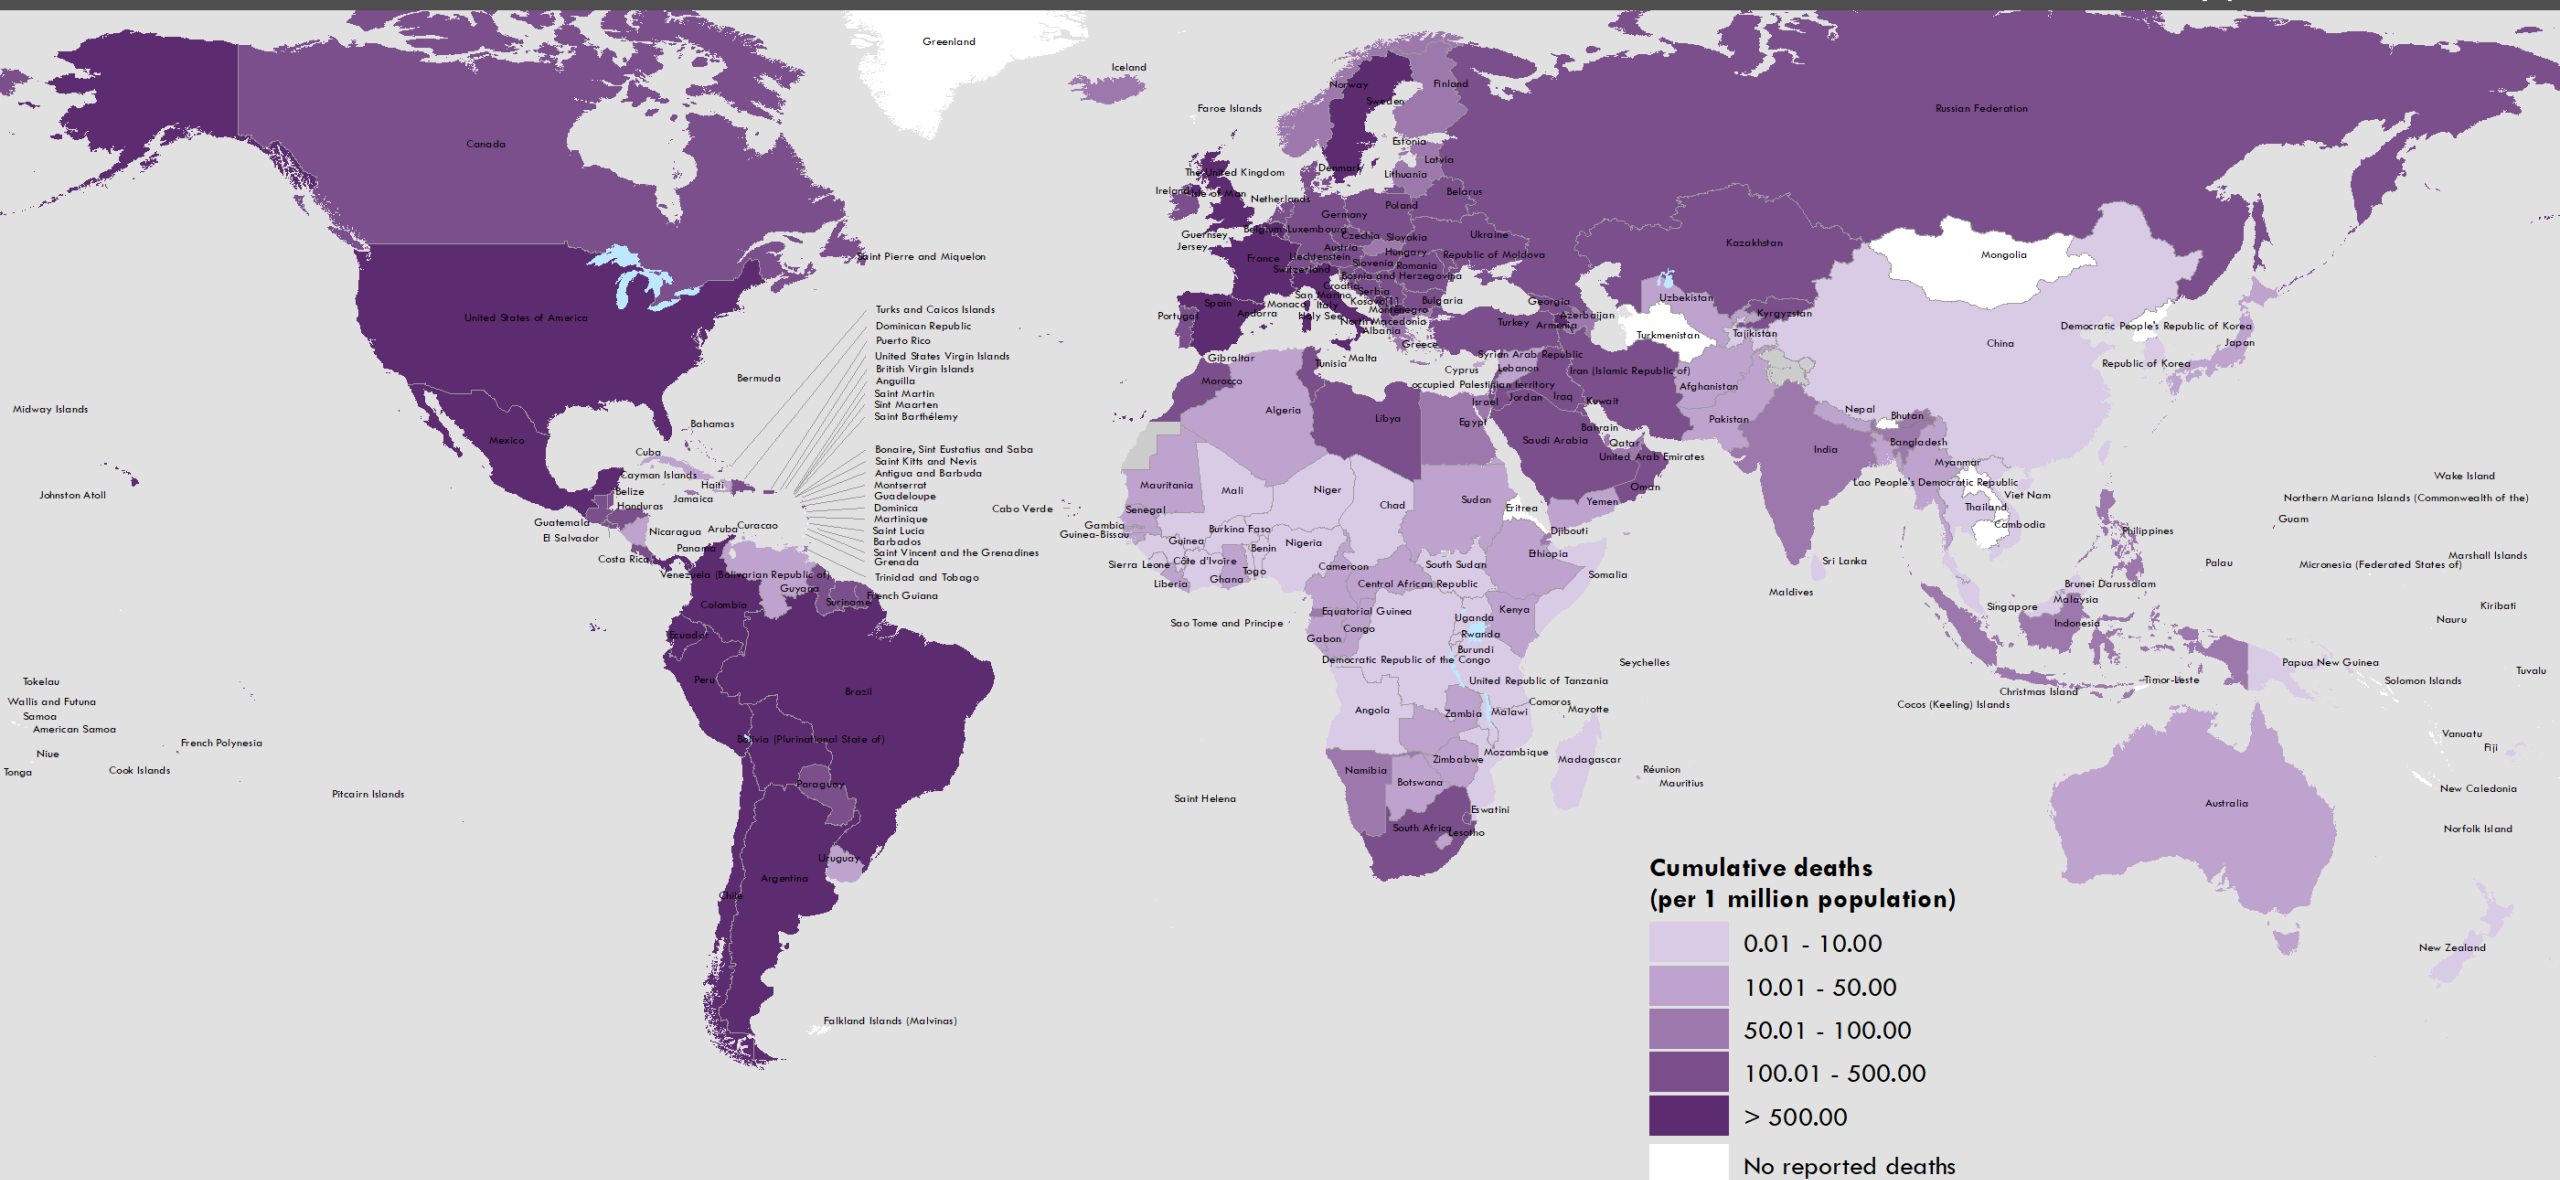 Greenland
Iceland
Faroe Islands
Norway
Sweden
Finland
Russian Federation
Canada
Estonia
Latvia
Lithuania
Denmark
The United Kingdom
Ireland
Isle of Man
Netherlands
Belarus
Poland
Germany
Guernsey
Jersey
Belgium
Luxembourg
Czechia
Slovakia
Ukraine
Austria
Hungary
Republic of Moldova
France
Liechtenstein
Slovenia
Romania
Switzerland
Bosnia and Herzegovina
Croatia
Serbia
San Marino
Monaco
Italy
Kosovo[1]
Montenegro
Bulgaria
Spain
Andorra
Holy See
North Macedonia
Albania
Portugal
Greece
Turkey
Georgia
Armenia
Azerbaijan
Kazakhstan
Uzbekistan
Kyrgyzstan
Turkmenistan
Tajikistan
Mongolia
Democratic People's Republic of Korea
China
Japan
Republic of Korea
Saint Pierre and Miquelon
United States of America
Turks and Caicos Islands
Dominican Republic
Puerto Rico
United States Virgin Islands
British Virgin Islands
Anguilla
Saint Martin
Sint Maarten
Saint Barthélemy
Bonaire, Sint Eustatius and Saba
Saint Kitts and Nevis
Antigua and Barbuda
Montserrat
Guadeloupe
Dominica
Martinique
Saint Lucia
Barbados
Saint Vincent and the Grenadines
Grenada
Trinidad and Tobago
Bermuda
Midway Islands
Johnston Atoll
Mexico
Bahamas
Cuba
Cayman Islands
Haiti
Jamaica
Belize
Honduras
Guatemala
El Salvador
Nicaragua
Aruba
Curacao
Costa Rica
Panama
Venezuela (Bolivarian Republic of)
Guyana
Suriname
French Guiana
Colombia
Ecuador
Peru
Brazil
Bolivia (Plurinational State of)
Paraguay
Uruguay
Argentina
Chile
Falkland Islands (Malvinas)
Tokelau
Wallis and Futuna
Samoa
American Samoa
Niue
Tonga
Cook Islands
French Polynesia
Pitcairn Islands
Gibraltar
Tunisia
Malta
Morocco
Algeria
Libya
Egypt
Cyprus
Syrian Arab Republic
Lebanon
occupied Palestinian territory
Israel
Jordan
Iraq
Iran (Islamic Republic of)
Kuwait
Afghanistan
Pakistan
Bahrain
Qatar
Saudi Arabia
United Arab Emirates
Oman
Yemen
Nepal
Bhutan
India
Bangladesh
Myanmar
Lao People's Democratic Republic
Viet Nam
Thailand
Cambodia
Philippines
Sri Lanka
Maldives
Brunei Darussalam
Malaysia
Singapore
Indonesia
Timor-Leste
Christmas Island
Cocos (Keeling) Islands
Wake Island
Northern Mariana Islands (Commonwealth of the)
Guam
Palau
Marshall Islands
Micronesia (Federated States of)
Kiribati
Nauru
Papua New Guinea
Solomon Islands
Tuvalu
Vanuatu
Fiji
New Caledonia
Norfolk Island
Australia
New Zealand
Cabo Verde
Mauritania
Mali
Niger
Chad
Sudan
Eritrea
Djibouti
Ethiopia
Somalia
Senegal
Gambia
Guinea-Bissau
Guinea
Burkina Faso
Benin
Nigeria
Sierra Leone
Côte d'Ivoire
Togo
Liberia
Ghana
Cameroon
South Sudan
Central African Republic
Equatorial Guinea
Sao Tome and Principe
Gabon
Congo
Uganda
Kenya
Rwanda
Burundi
Democratic Republic of the Congo
United Republic of Tanzania
Seychelles
Angola
Zambia
Malawi
Comoros
Mayotte
Mozambique
Zimbabwe
Madagascar
Réunion
Mauritius
Namibia
Botswana
Saint Helena
Eswatini
South Africa
Lesotho
Cumulative deaths
(per 1 million population)
0.01 - 10.00
10.01 - 50.00
50.01 - 100.00
100.01 - 500.00
> 500.00
No reported deaths